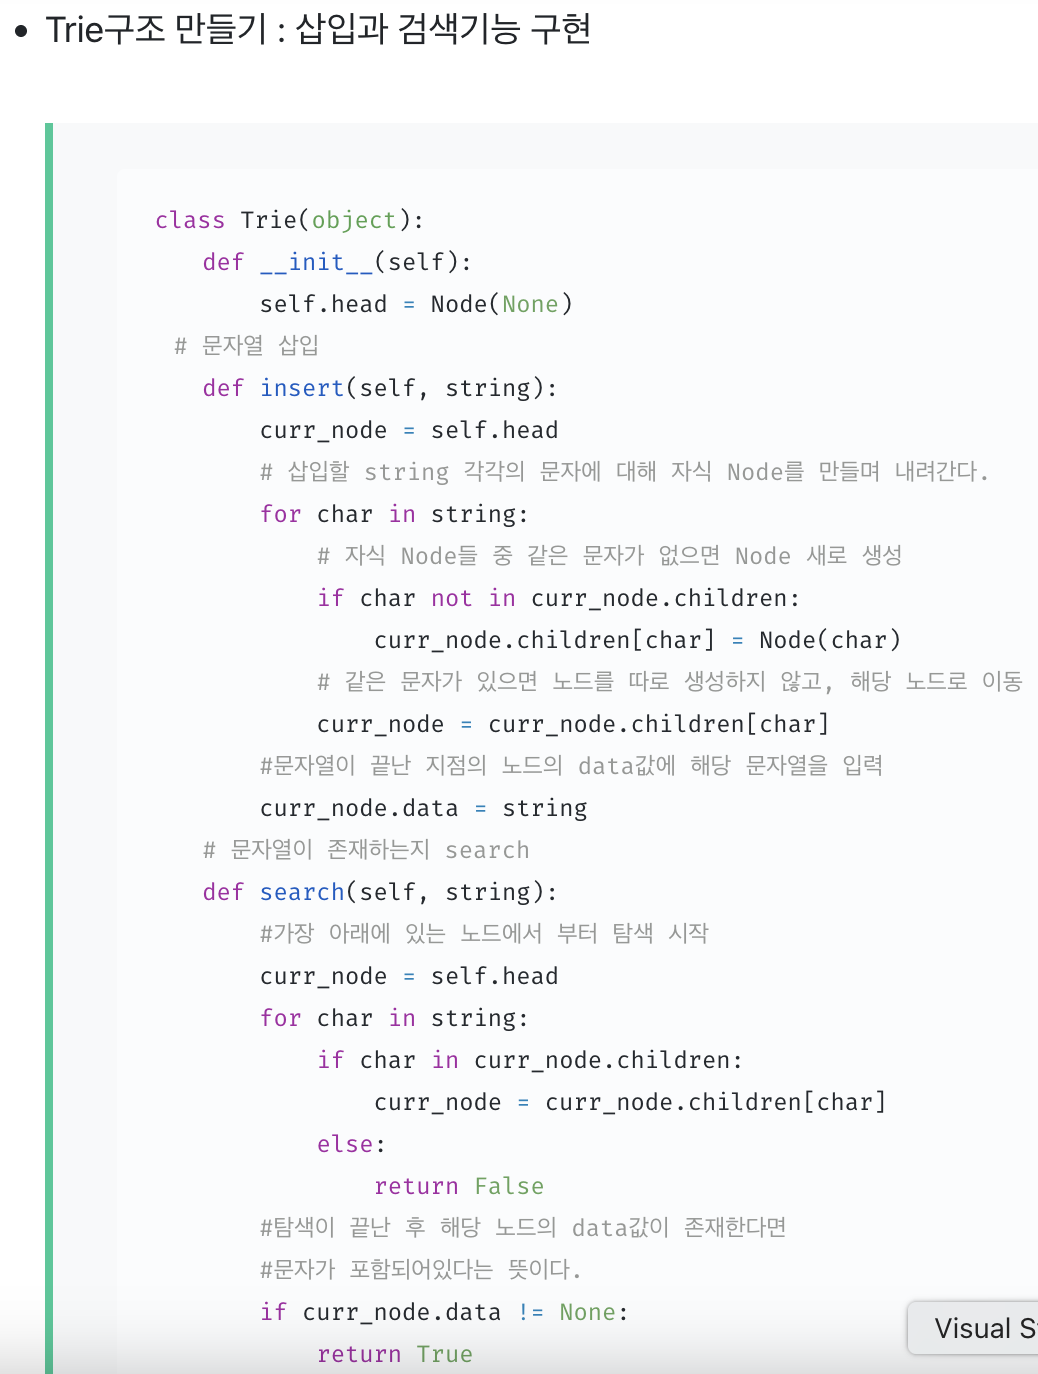 • Trie구조 만들기 : 삽입과 검색기능 구현
class Trie(object):
def __init__(self):
self.head = Node(None)
# 문자열 삽입
def insert(self, string):
curr_node = self.head
# 삽입할 string 각각의 문자에 대해 자식 Node를 만들며 내려간다.
for char in string:
# 자식 Node들 중 같은 문자가 없으면 Node 새로 생성
if char not in curr_node.children:
curr_node.children[char] = Node(char)
# 같은 문자가 있으면 노드를 따로 생성하지 않고, 해당 노드로 이동
curr_node = curr_node.children[char]
#문자열이 끝난 지점의 노드의 data값에 해당 문자열을 입력
curr_node.data = string
# 문자열이 존재하는지 search
def search(self, string):
#가장 아래에 있는 노드에서 부터 탐색 시작
curr_node = self.head
for char in string:
if char in curr_node.children:
curr_node = curr_node.children[char]
else:
return False
#탐색이 끝난 후 해당 노드의 data값이 존재한다면
#문자가 포함되어있다는 뜻이다.
if curr_node.data != None:
return True
Visual